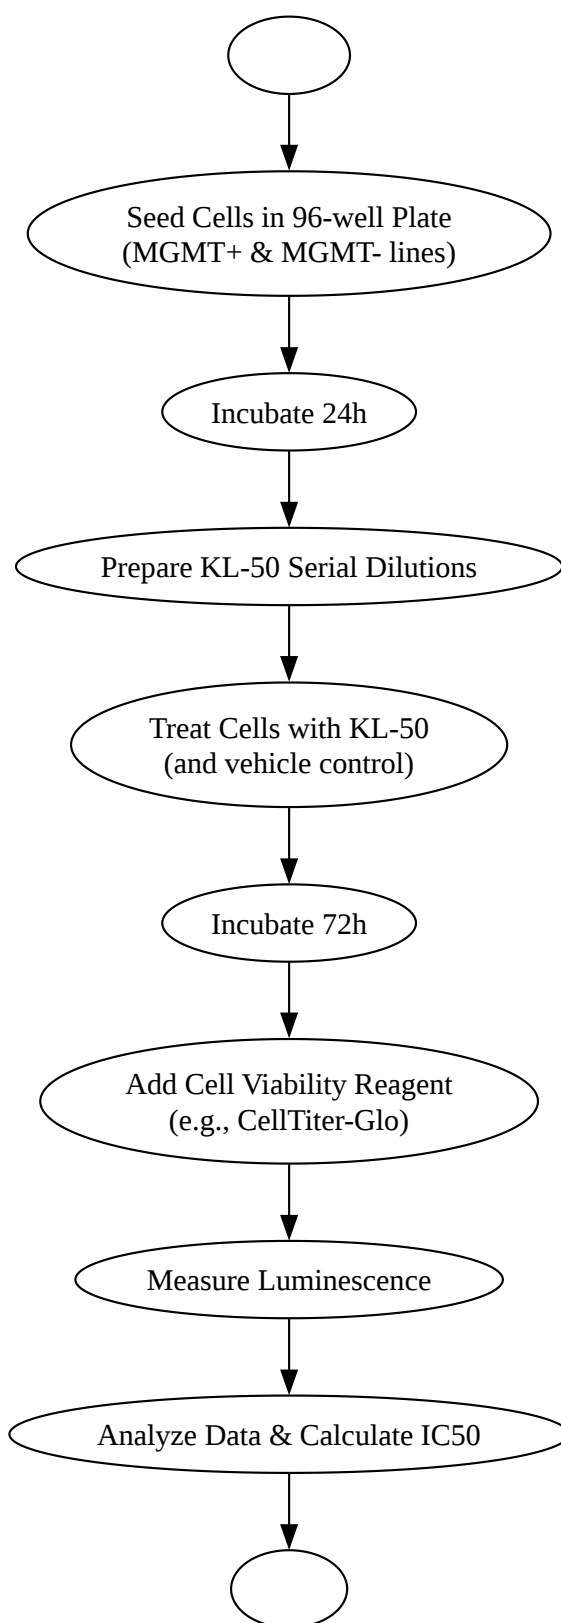 Seed Cells in 96-well Plate
(MGMT+ & MGMT- lines)
Incubate 24h
Prepare KL-50 Serial Dilutions
Treat Cells with KL-50
(and vehicle control)
Incubate 72h
Add Cell Viability Reagent
(e.g., CellTiter-Glo)
Measure Luminescence
Analyze Data & Calculate IC50